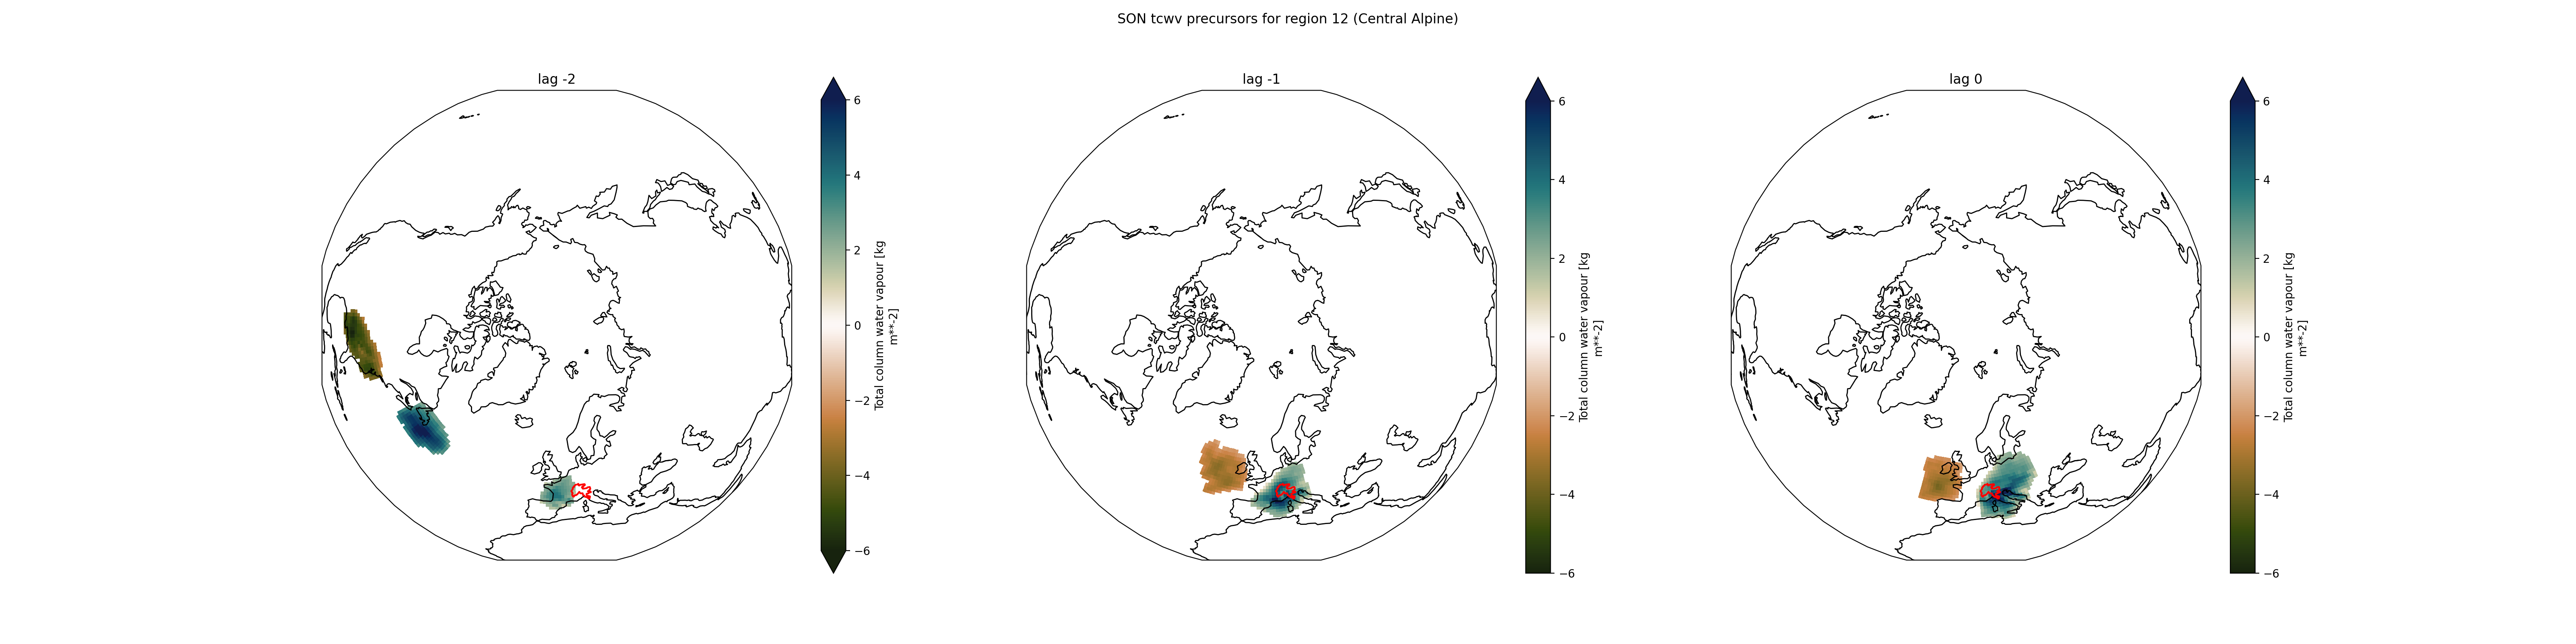 SON tcwv precursors for region 12 (Central Alpine)
lag -2
6
4
2
0
−2
−4
−6
Total column water vapour [kg
m**-2]
lag -1
6
4
2
0
−2
−4
−6
Total column water vapour [kg
m**-2]
lag 0
6
4
2
0
−2
−4
−6
Total column water vapour [kg
m**-2]